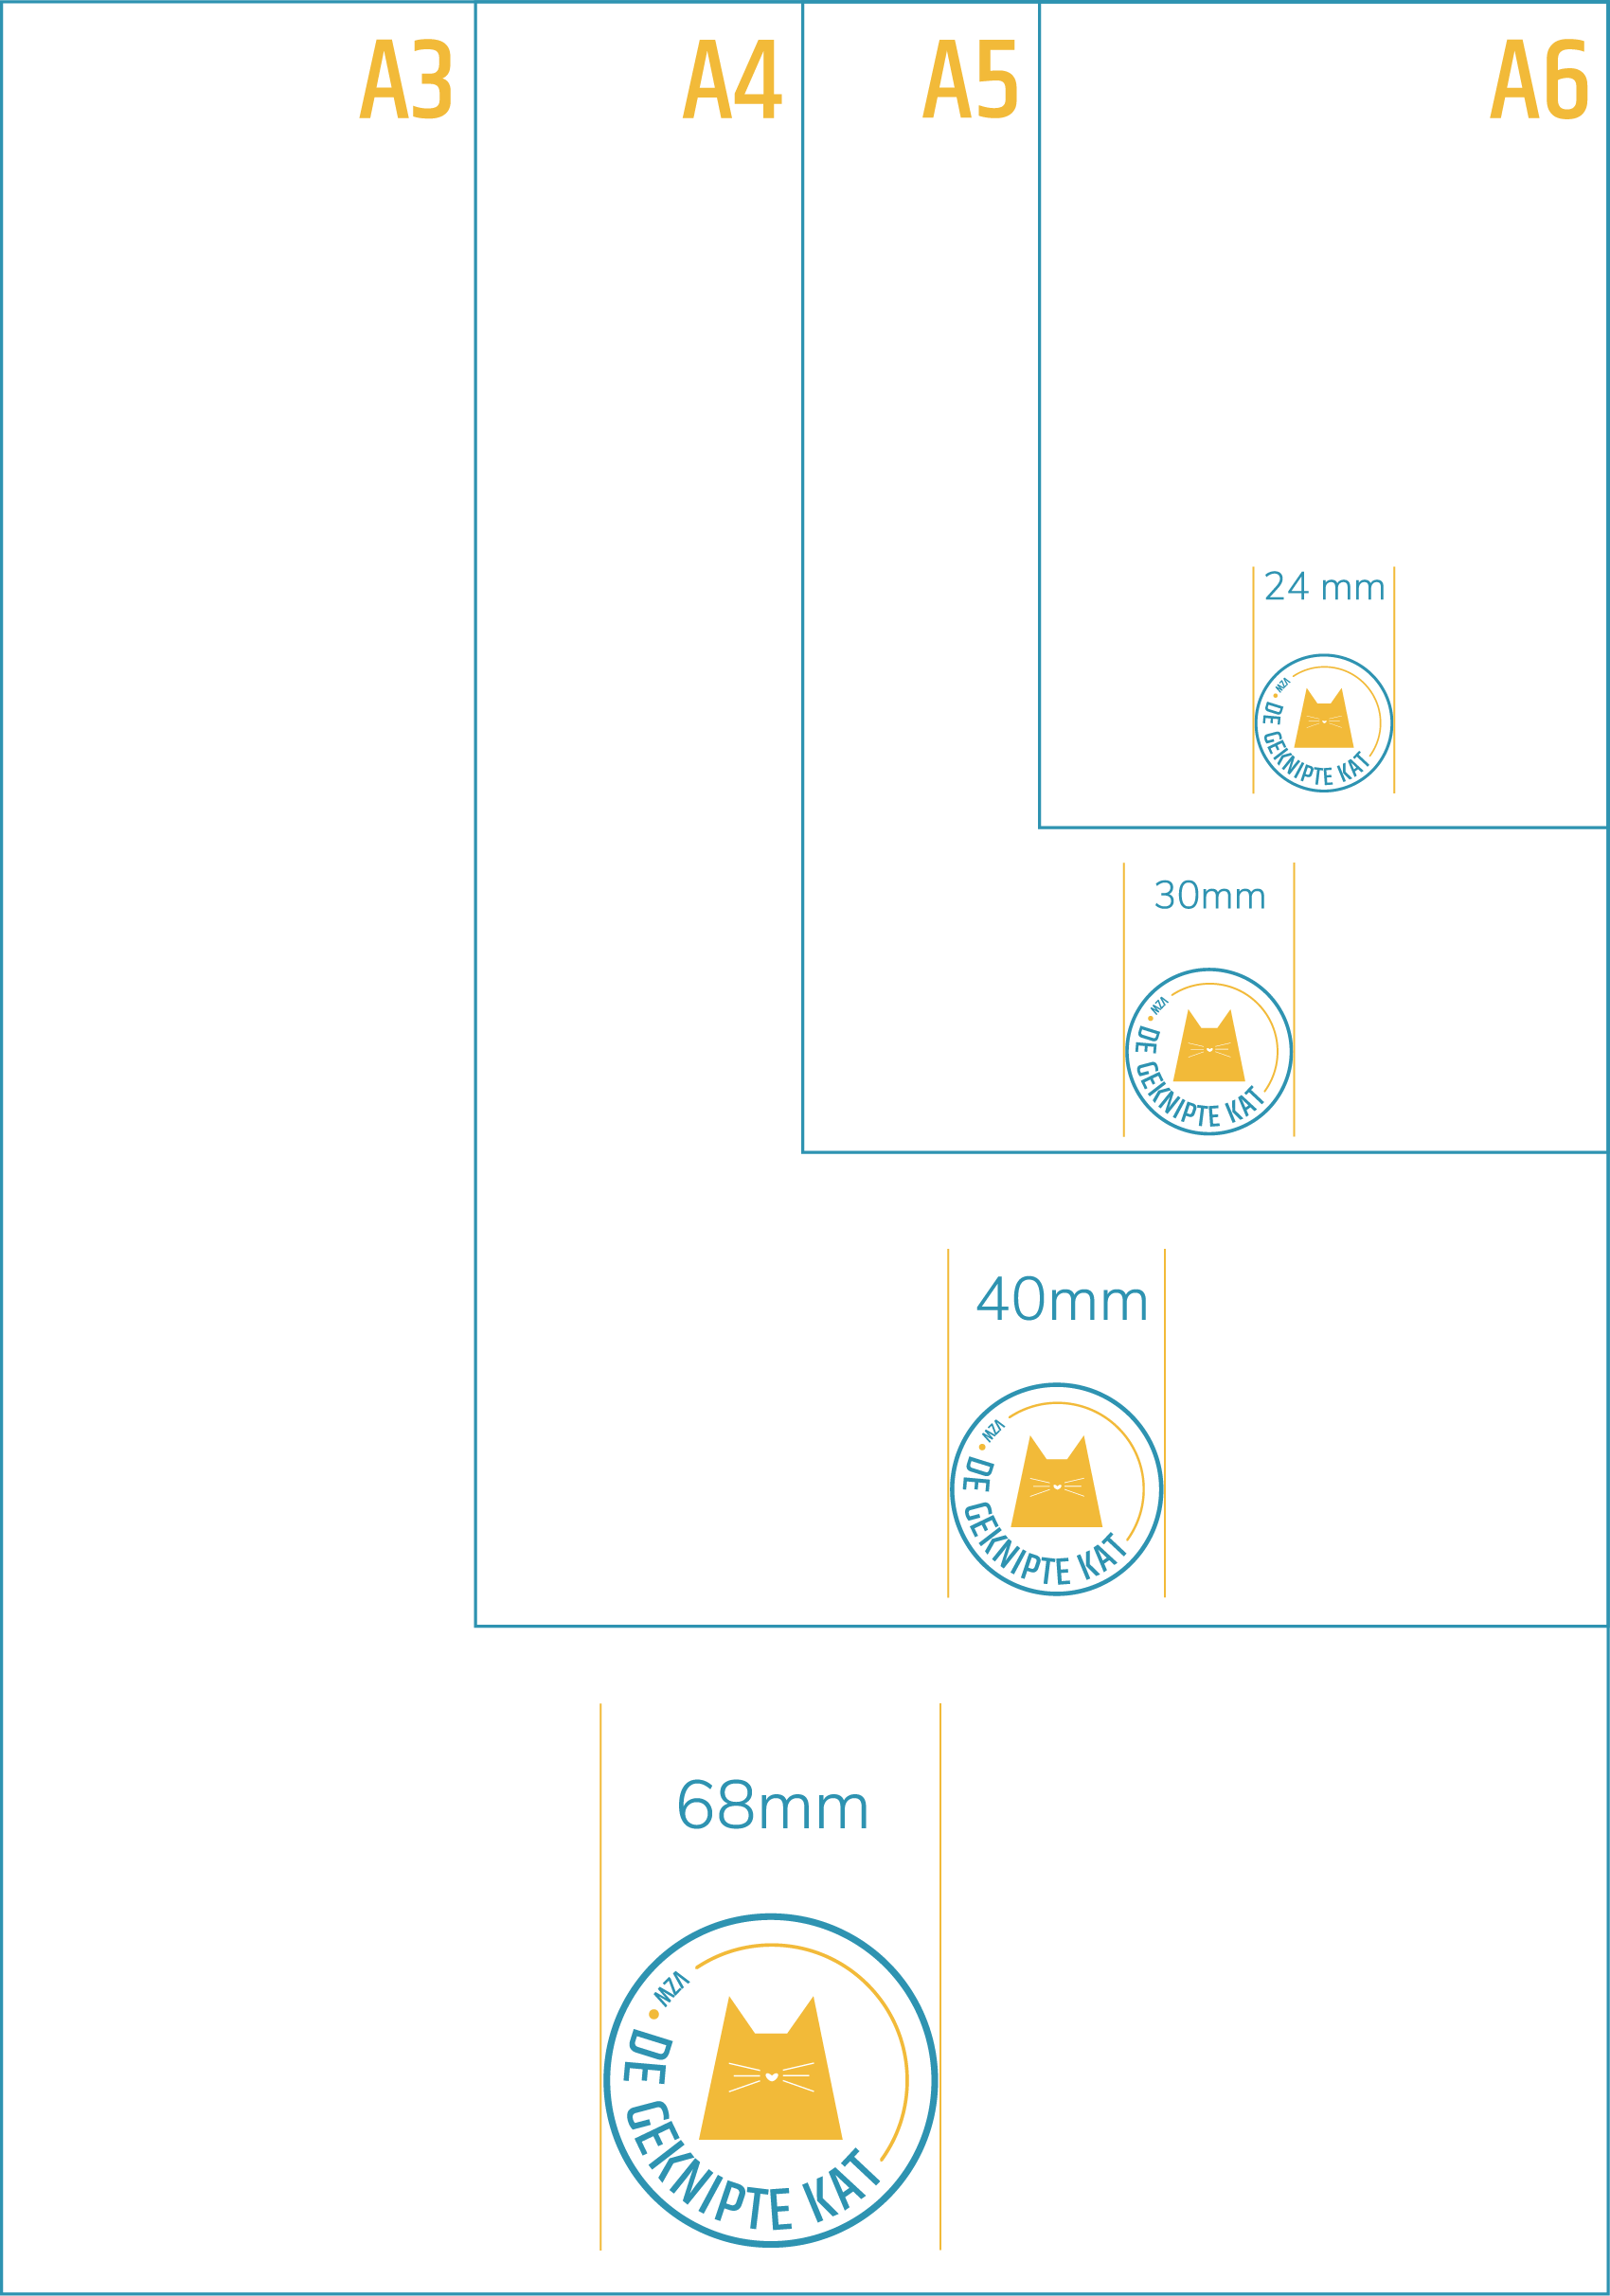 A3 A4 A5 A6
24 mm
VZW • DE GEKNIPTE KAT
30mm
VZW • DE GEKNIPTE KAT
40mm
VZW • DE GEKNIPTE KAT
68mm
VZW • DE GEKNIPTE KAT